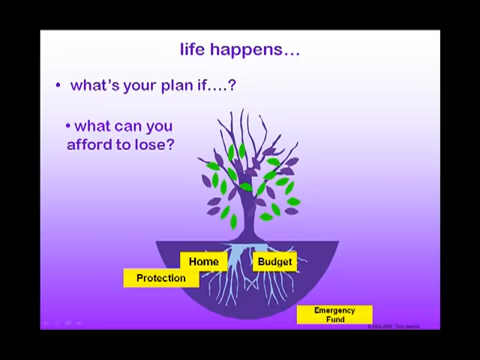 life happens…
• what's your plan if….?
• what can you
afford to lose?
Home
Budget
Protection
Emergency
Fund